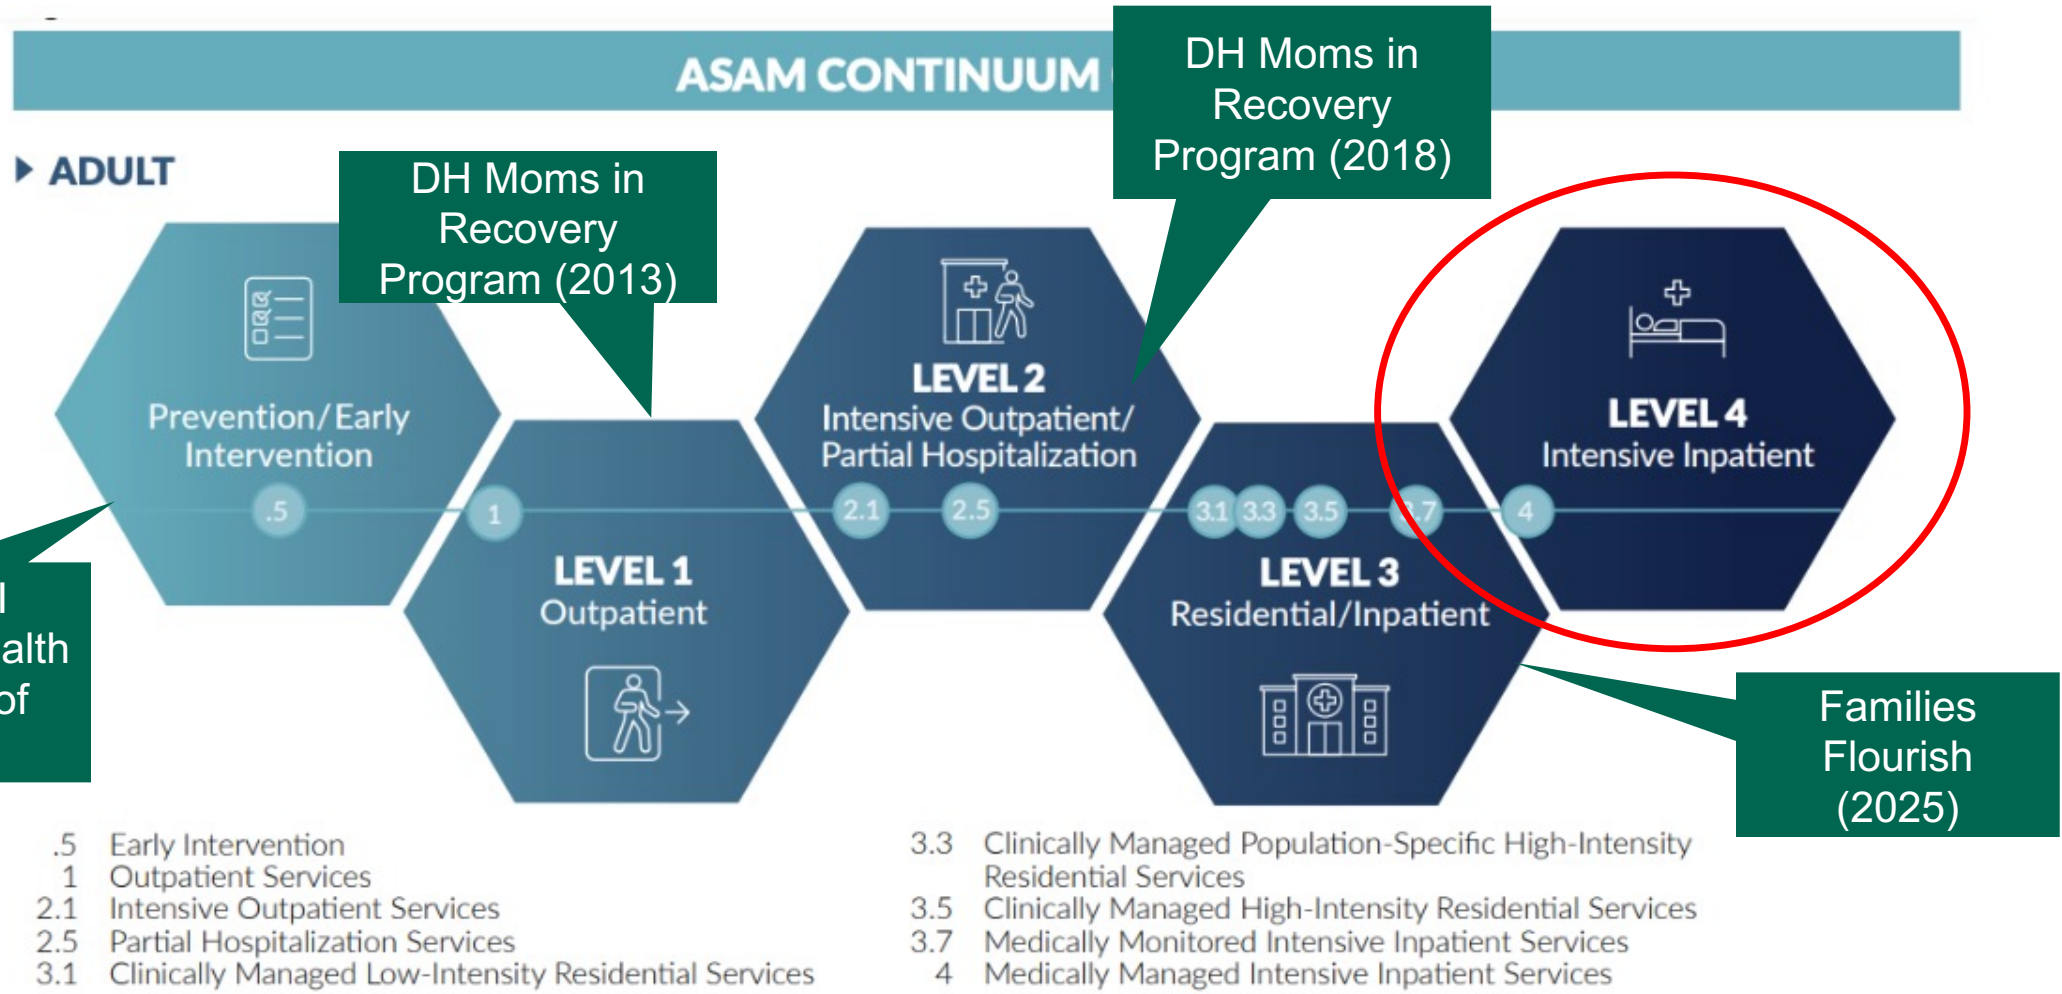 ASAM CONTINUUM
DH Moms in
Recovery
Program (2018)
ADULT
DH Moms in
Recovery
Program (2013)
Prevention/Early
Intervention
.5
1
LEVEL 1
Outpatient
LEVEL 2
Intensive Outpatient/
Partial Hospitalization
2.1 2.5
3.1 3.3 3.5 3.7
LEVEL 3
Residential/Inpatient
LEVEL 4
Intensive Inpatient
4
of
Families
Flourish
(2025)
.5 Early Intervention
1 Outpatient Services
2.1 Intensive Outpatient Services
2.5 Partial Hospitalization Services
3.1 Clinically Managed Low-Intensity Residential Services
3.3 Clinically Managed Population-Specific High-Intensity
Residential Services
3.5 Clinically Managed High-Intensity Residential Services
3.7 Medically Monitored Intensive Inpatient Services
4 Medically Managed Intensive Inpatient Services